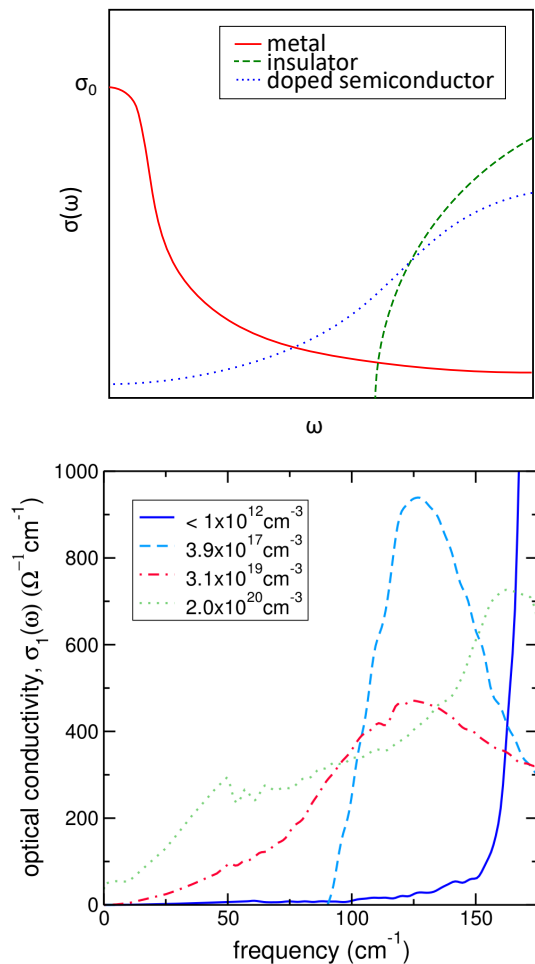 metal
insulator
doped semiconductor
σ₀
σ(ω)
ω
1000
800
600
400
200
0
< 1x10¹²cm⁻³
3.9x10¹⁷cm⁻³
3.1x10¹⁹cm⁻³
2.0x10²⁰cm⁻³
optical conductivity, σ₁(ω) (Ω⁻¹cm⁻¹)
0 50 100 150
frequency (cm⁻¹)